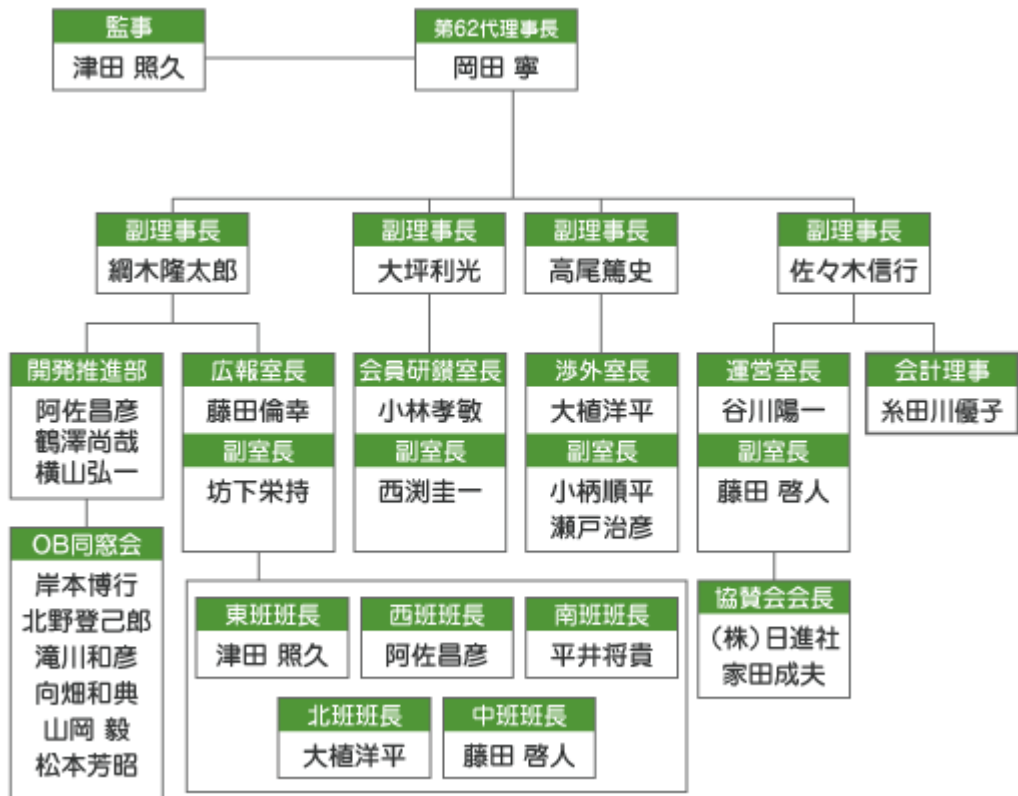 監事
津田 照久
第62代理事長
岡田 寧
副理事長
綱木隆太郎
副理事長
大坪利光
副理事長
高尾篤史
副理事長
佐々木信行
開発推進部
阿佐昌彦
鶴澤尚哉
横山弘一
広報室長
藤田倫幸
副室長
坊下栄持
会員研鑽室長
小林孝敏
副室長
西渕圭一
渉外室長
大植洋平
副室長
小柄順平
瀬戸治彦
運営室長
谷川陽一
副室長
藤田 啓人
会計理事
糸田川優子
OB同窓会
岸本博行
北野登己郎
滝川和彦
向畑和典
山岡 毅
松本芳昭
東班班長
津田 照久
西班班長
阿佐昌彦
南班班長
平井将貴
北班班長
大植洋平
中班班長
藤田 啓人
協賛会会長
(株)日進社
家田成夫